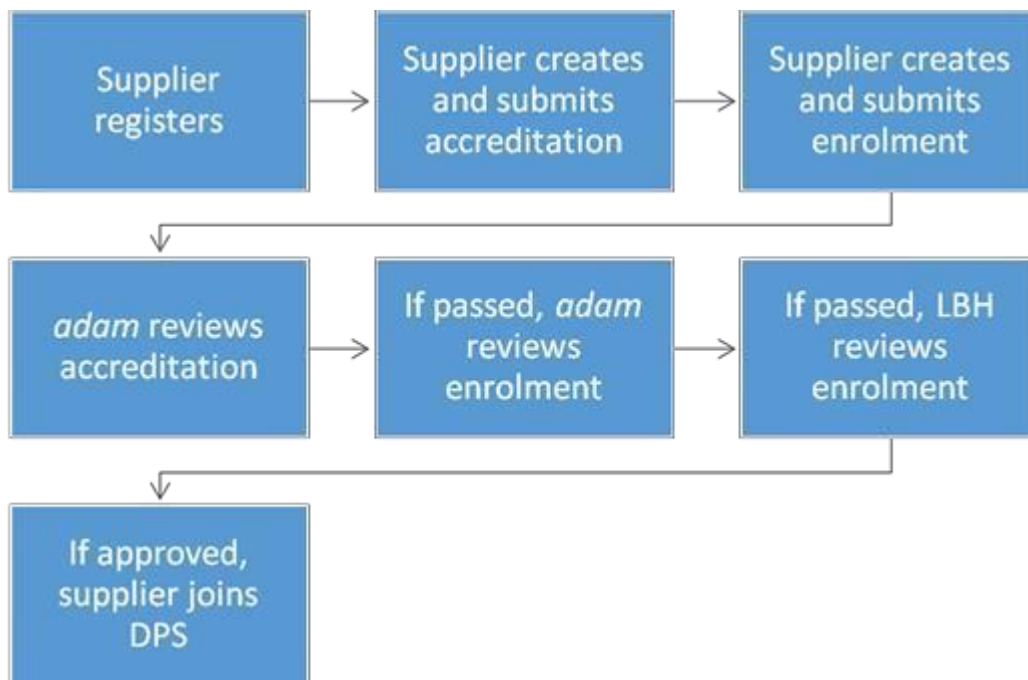 Supplier
registers
Supplier creates
and submits
accreditation
Supplier creates
and submits
enrolment
adam reviews
accreditation
If passed, adam
reviews
enrolment
If passed, LBH
reviews
enrolment
If approved,
supplier joins
DPS